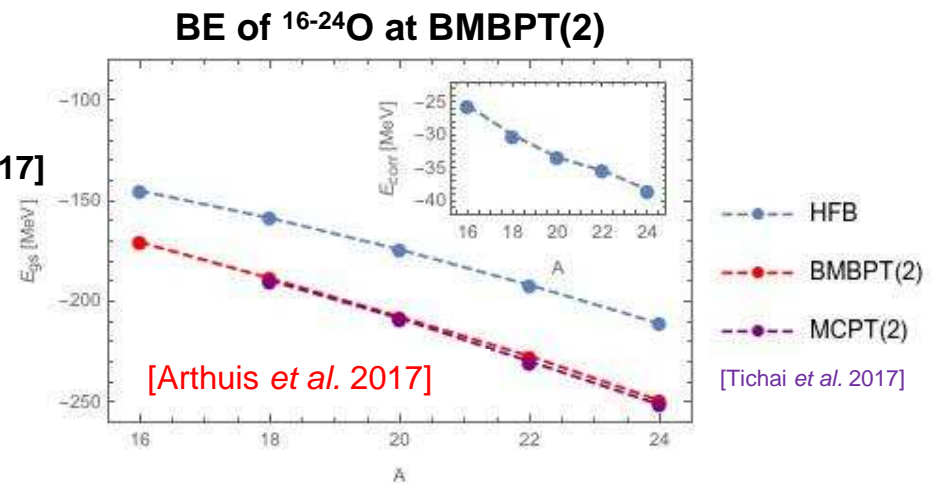 BE of 16-24O at BMBPT(2)
17]
E_gs [MeV]
−100
−150
−200
−250
16 18 20 22 24
A
E_corr [MeV]
−25
−30
−35
−40
16 18 20 22 24
A
[Arthuis et al. 2017]
HFB
BMBPT(2)
MCPT(2)
[Tichai et al. 2017]